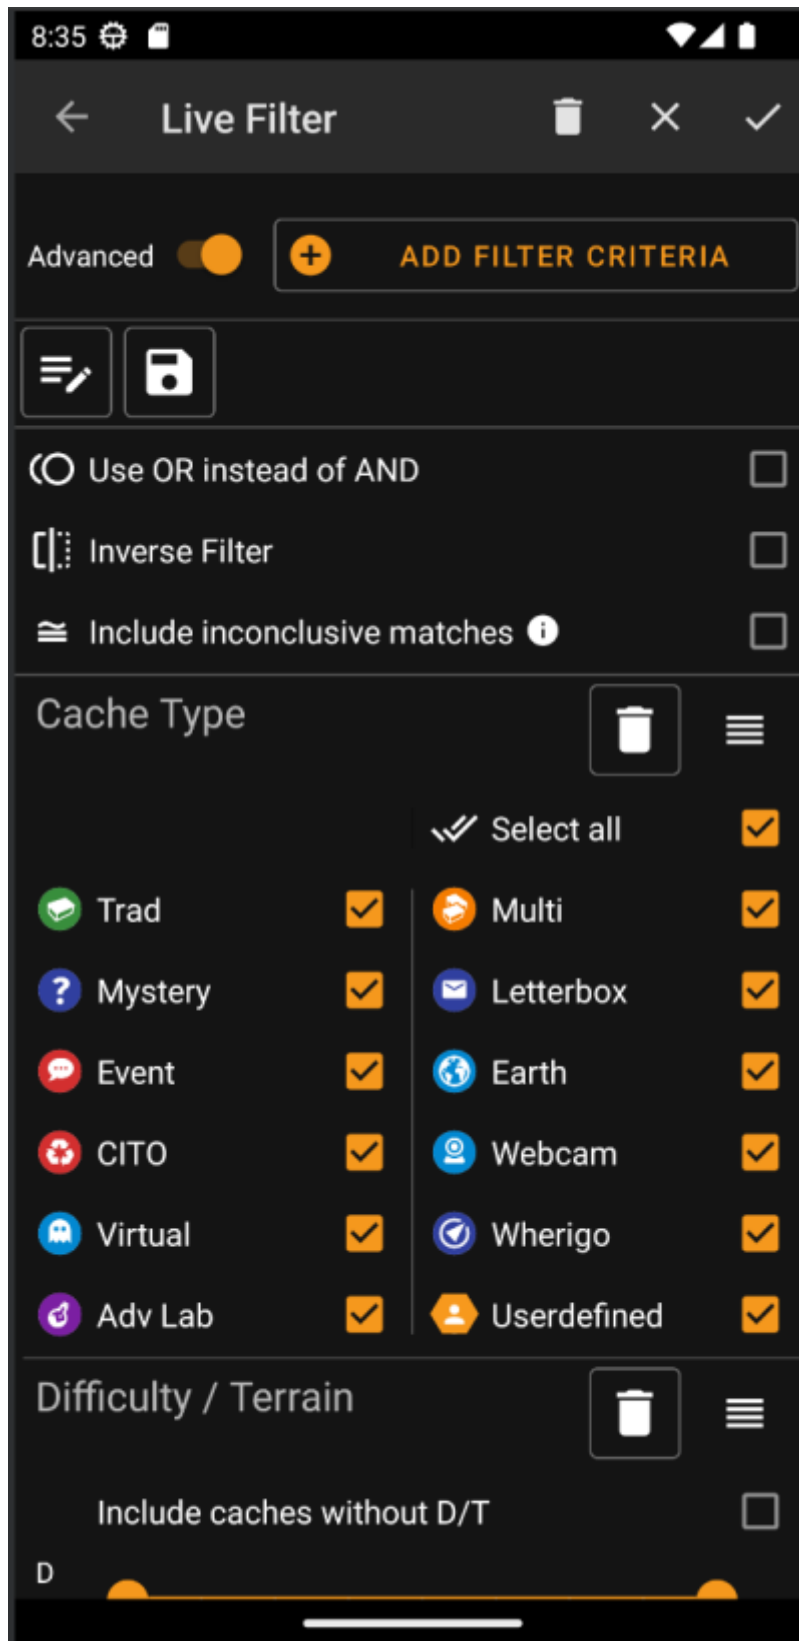 8:35
Live Filter
Advanced
ADD FILTER CRITERIA
Use OR instead of AND
Inverse Filter
Include inconclusive matches
Cache Type
Select all
Trad
Multi
Mystery
Letterbox
Event
Earth
CITO
Webcam
Virtual
Wherigo
Adv Lab
Userdefined
Difficulty / Terrain
Include caches without D/T
D